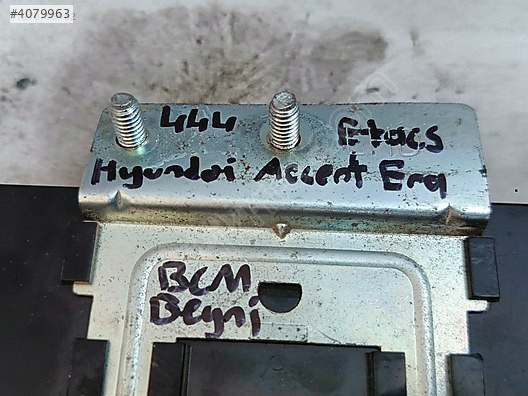 #4079963
444 Etacs
Hyundai Accent Era
BCM
Beyni